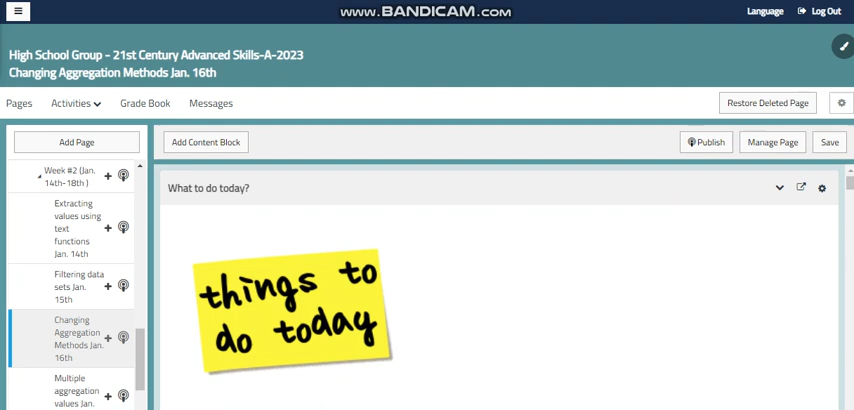 www.BANDICAM.com
Language
Log Out
High School Group - 21st Century Advanced Skills-A-2023
Changing Aggregation Methods Jan. 16th
Pages
Activities
Grade Book
Messages
Restore Deleted Page
Add Page
Add Content Block
Publish
Manage Page
Save
Week #2 (Jan.
14th-18th )
What to do today?
Extracting
values using
text
functions
Jan. 14th
Filtering data
sets Jan.
15th
Changing
Aggregation
Methods Jan.
16th
Multiple
aggregation
values Jan.
things to
do today